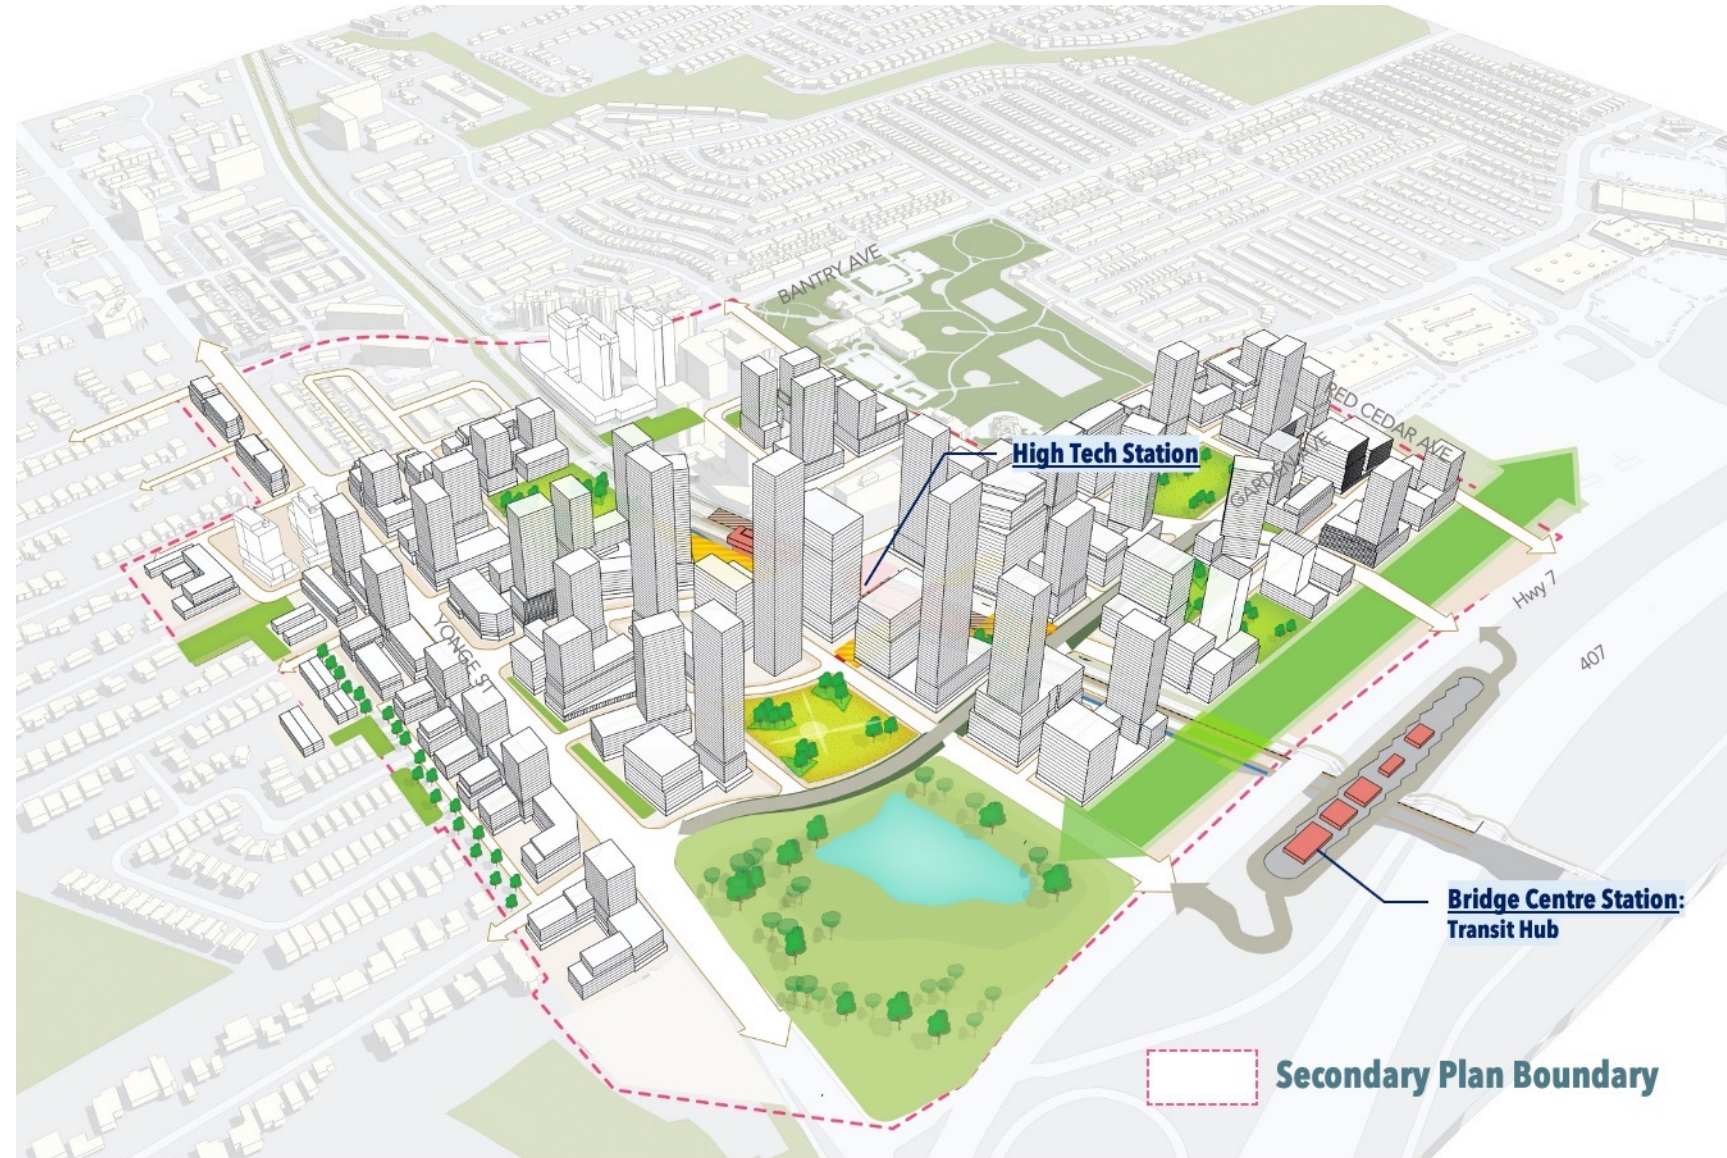 BANTRY AVE
RED CEDAR AVE
High Tech Station
GARDEN AVE
Hwy 7
YONGE ST
407
Bridge Centre Station:
Transit Hub
Secondary Plan Boundary